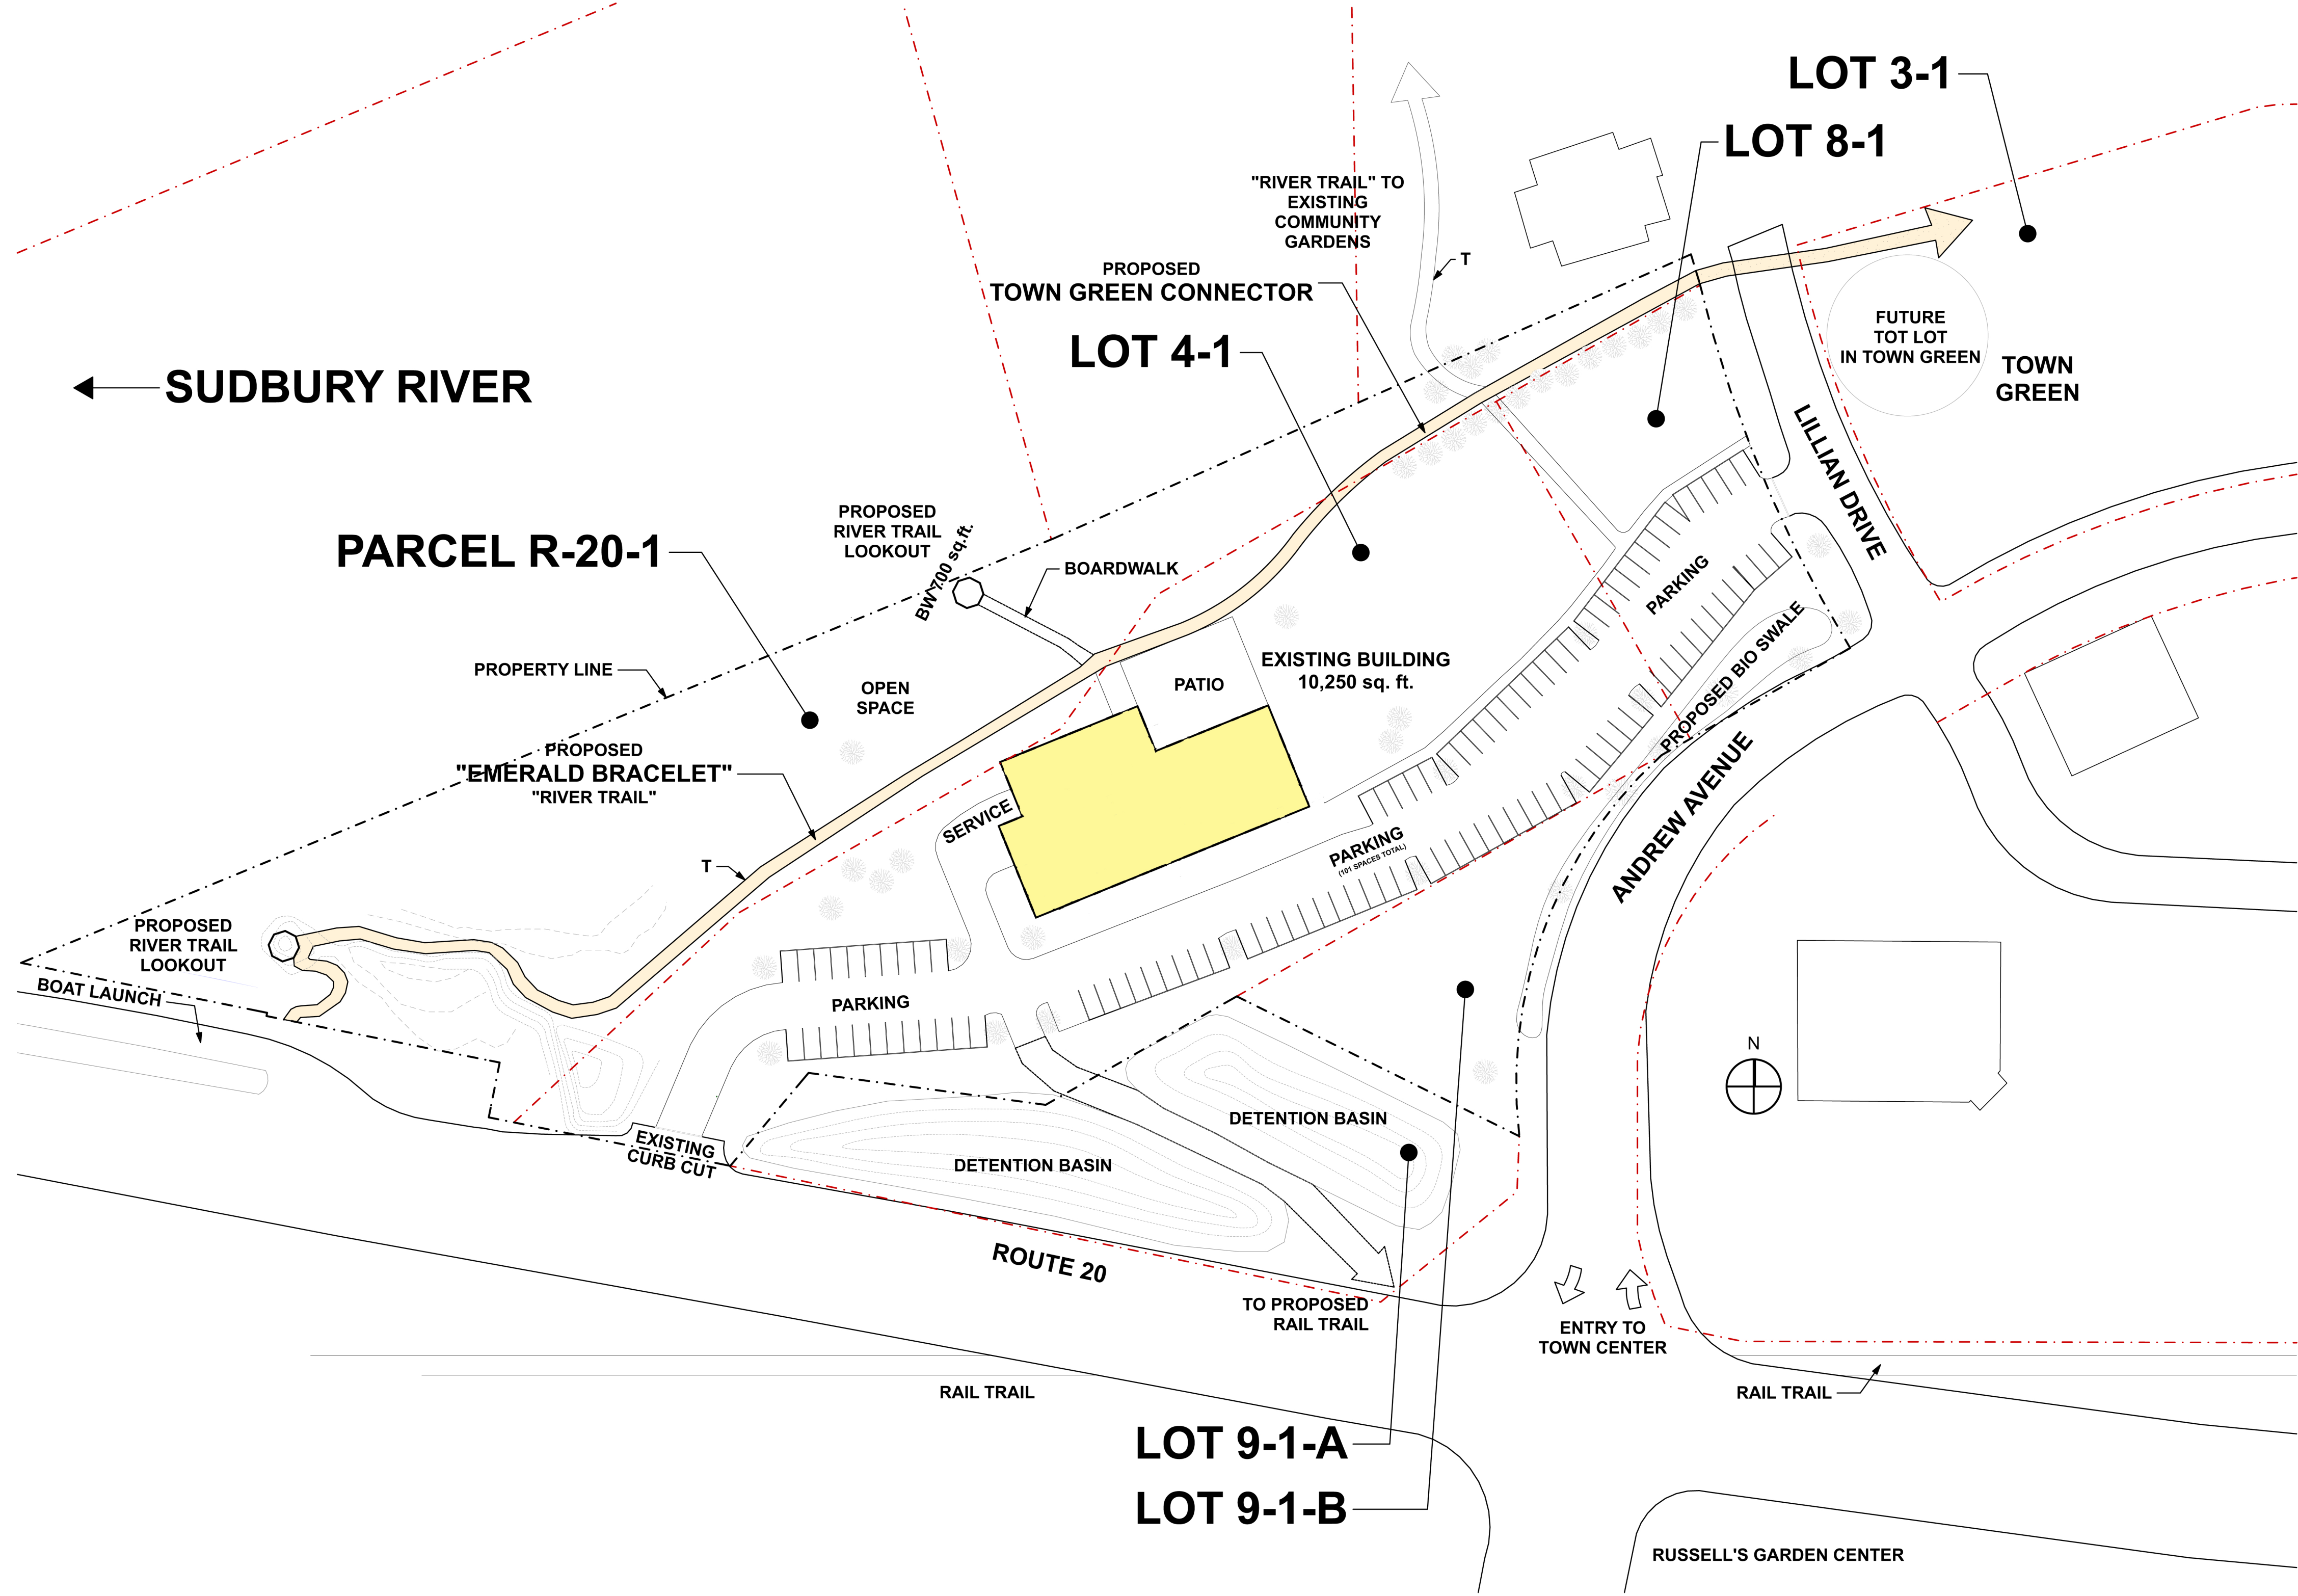 LOT 3-1
LOT 8-1
"RIVER TRAIL" TO
EXISTING
COMMUNITY
GARDENS
T
PROPOSED
TOWN GREEN CONNECTOR
LOT 4-1
FUTURE
TOT LOT
IN TOWN GREEN
TOWN
GREEN
SUDBURY RIVER
LILLIAN DRIVE
PROPOSED
RIVER TRAIL
LOOKOUT
BW 700 sq.ft.
BOARDWALK
PARCEL R-20-1
PARKING
PROPERTY LINE
OPEN
SPACE
PATIO
EXISTING BUILDING
10,250 sq. ft.
PROPOSED BIO SWALE
PROPOSED
"EMERALD BRACELET"
"RIVER TRAIL"
SERVICE
ANDREW AVENUE
PARKING
(101 SPACES TOTAL)
T
PROPOSED
RIVER TRAIL
LOOKOUT
BOAT LAUNCH
PARKING
N
DETENTION BASIN
EXISTING
CURB CUT
DETENTION BASIN
ROUTE 20
TO PROPOSED
RAIL TRAIL
ENTRY TO
TOWN CENTER
RAIL TRAIL
RAIL TRAIL
LOT 9-1-A
LOT 9-1-B
RUSSELL'S GARDEN CENTER